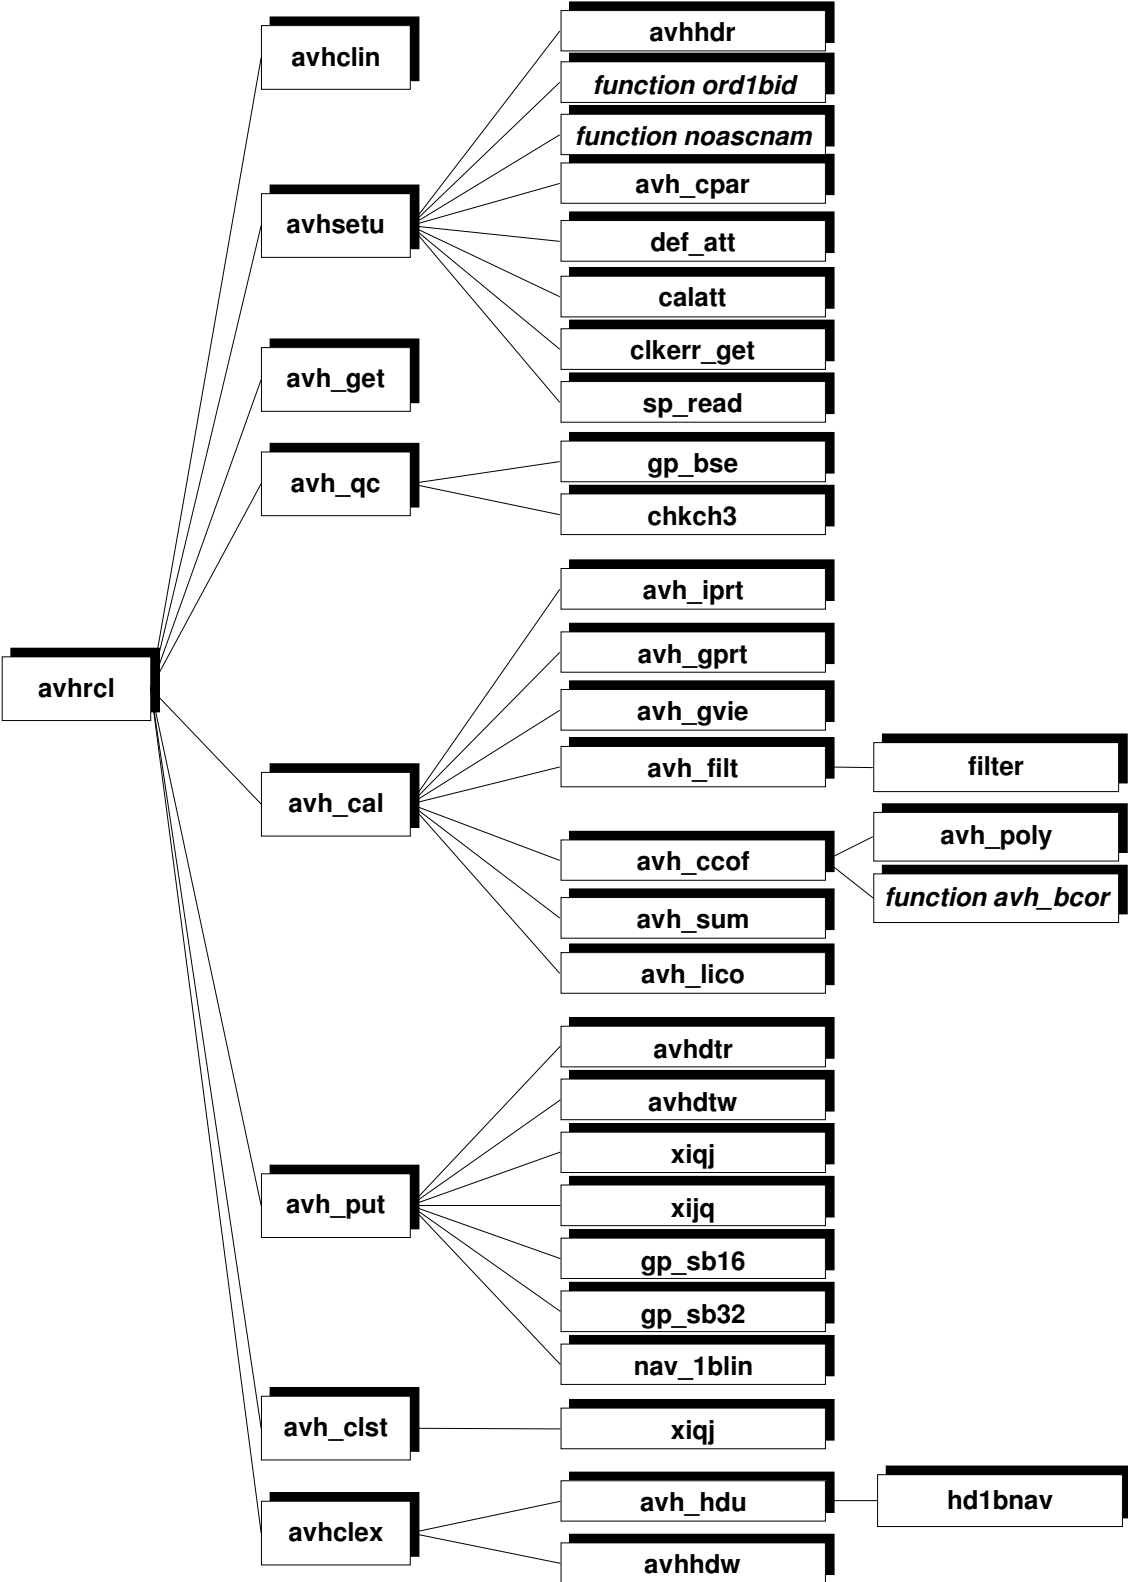 avhrcl
avhclin
avhsetu
avhhdr
function ord1bid
function noascnam
avh_cpar
def_att
calatt
clkerr_get
sp_read
avh_get
avh_qc
gp_bse
chkch3
avh_cal
avh_iprt
avh_gprt
avh_gvie
avh_filt
filter
avh_ccof
avh_poly
function avh_bcor
avh_sum
avh_lico
avh_put
avhdtr
avhdtw
xiqj
xijq
gp_sb16
gp_sb32
nav_1blin
avh_clst
xiqj
avhclex
avh_hdu
hd1bnav
avhhdw